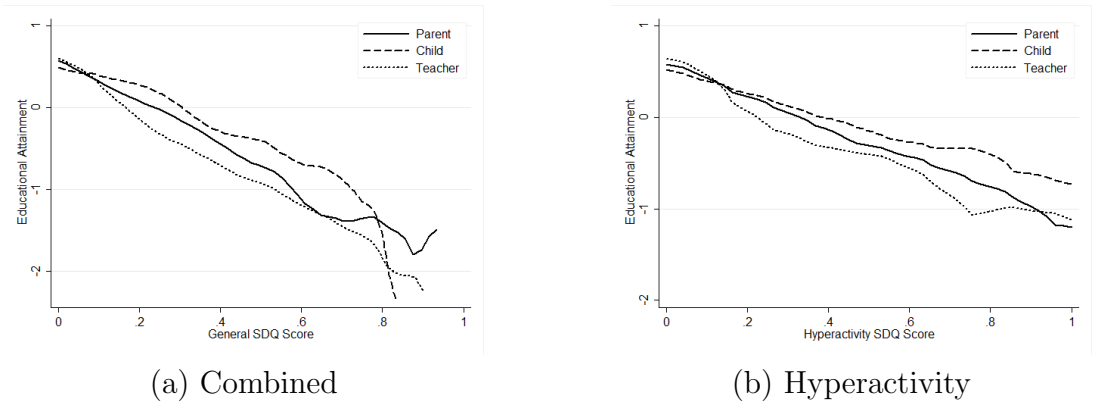 Educational Attainment
1
0
-1
-2
0
.2
.4
.6
.8
1
General SDQ Score
Parent
Child
Teacher
(a) Combined
Educational Attainment
1
0
-1
-2
0
.2
.4
.6
.8
1
Hyperactivity SDQ Score
Parent
Child
Teacher
(b) Hyperactivity